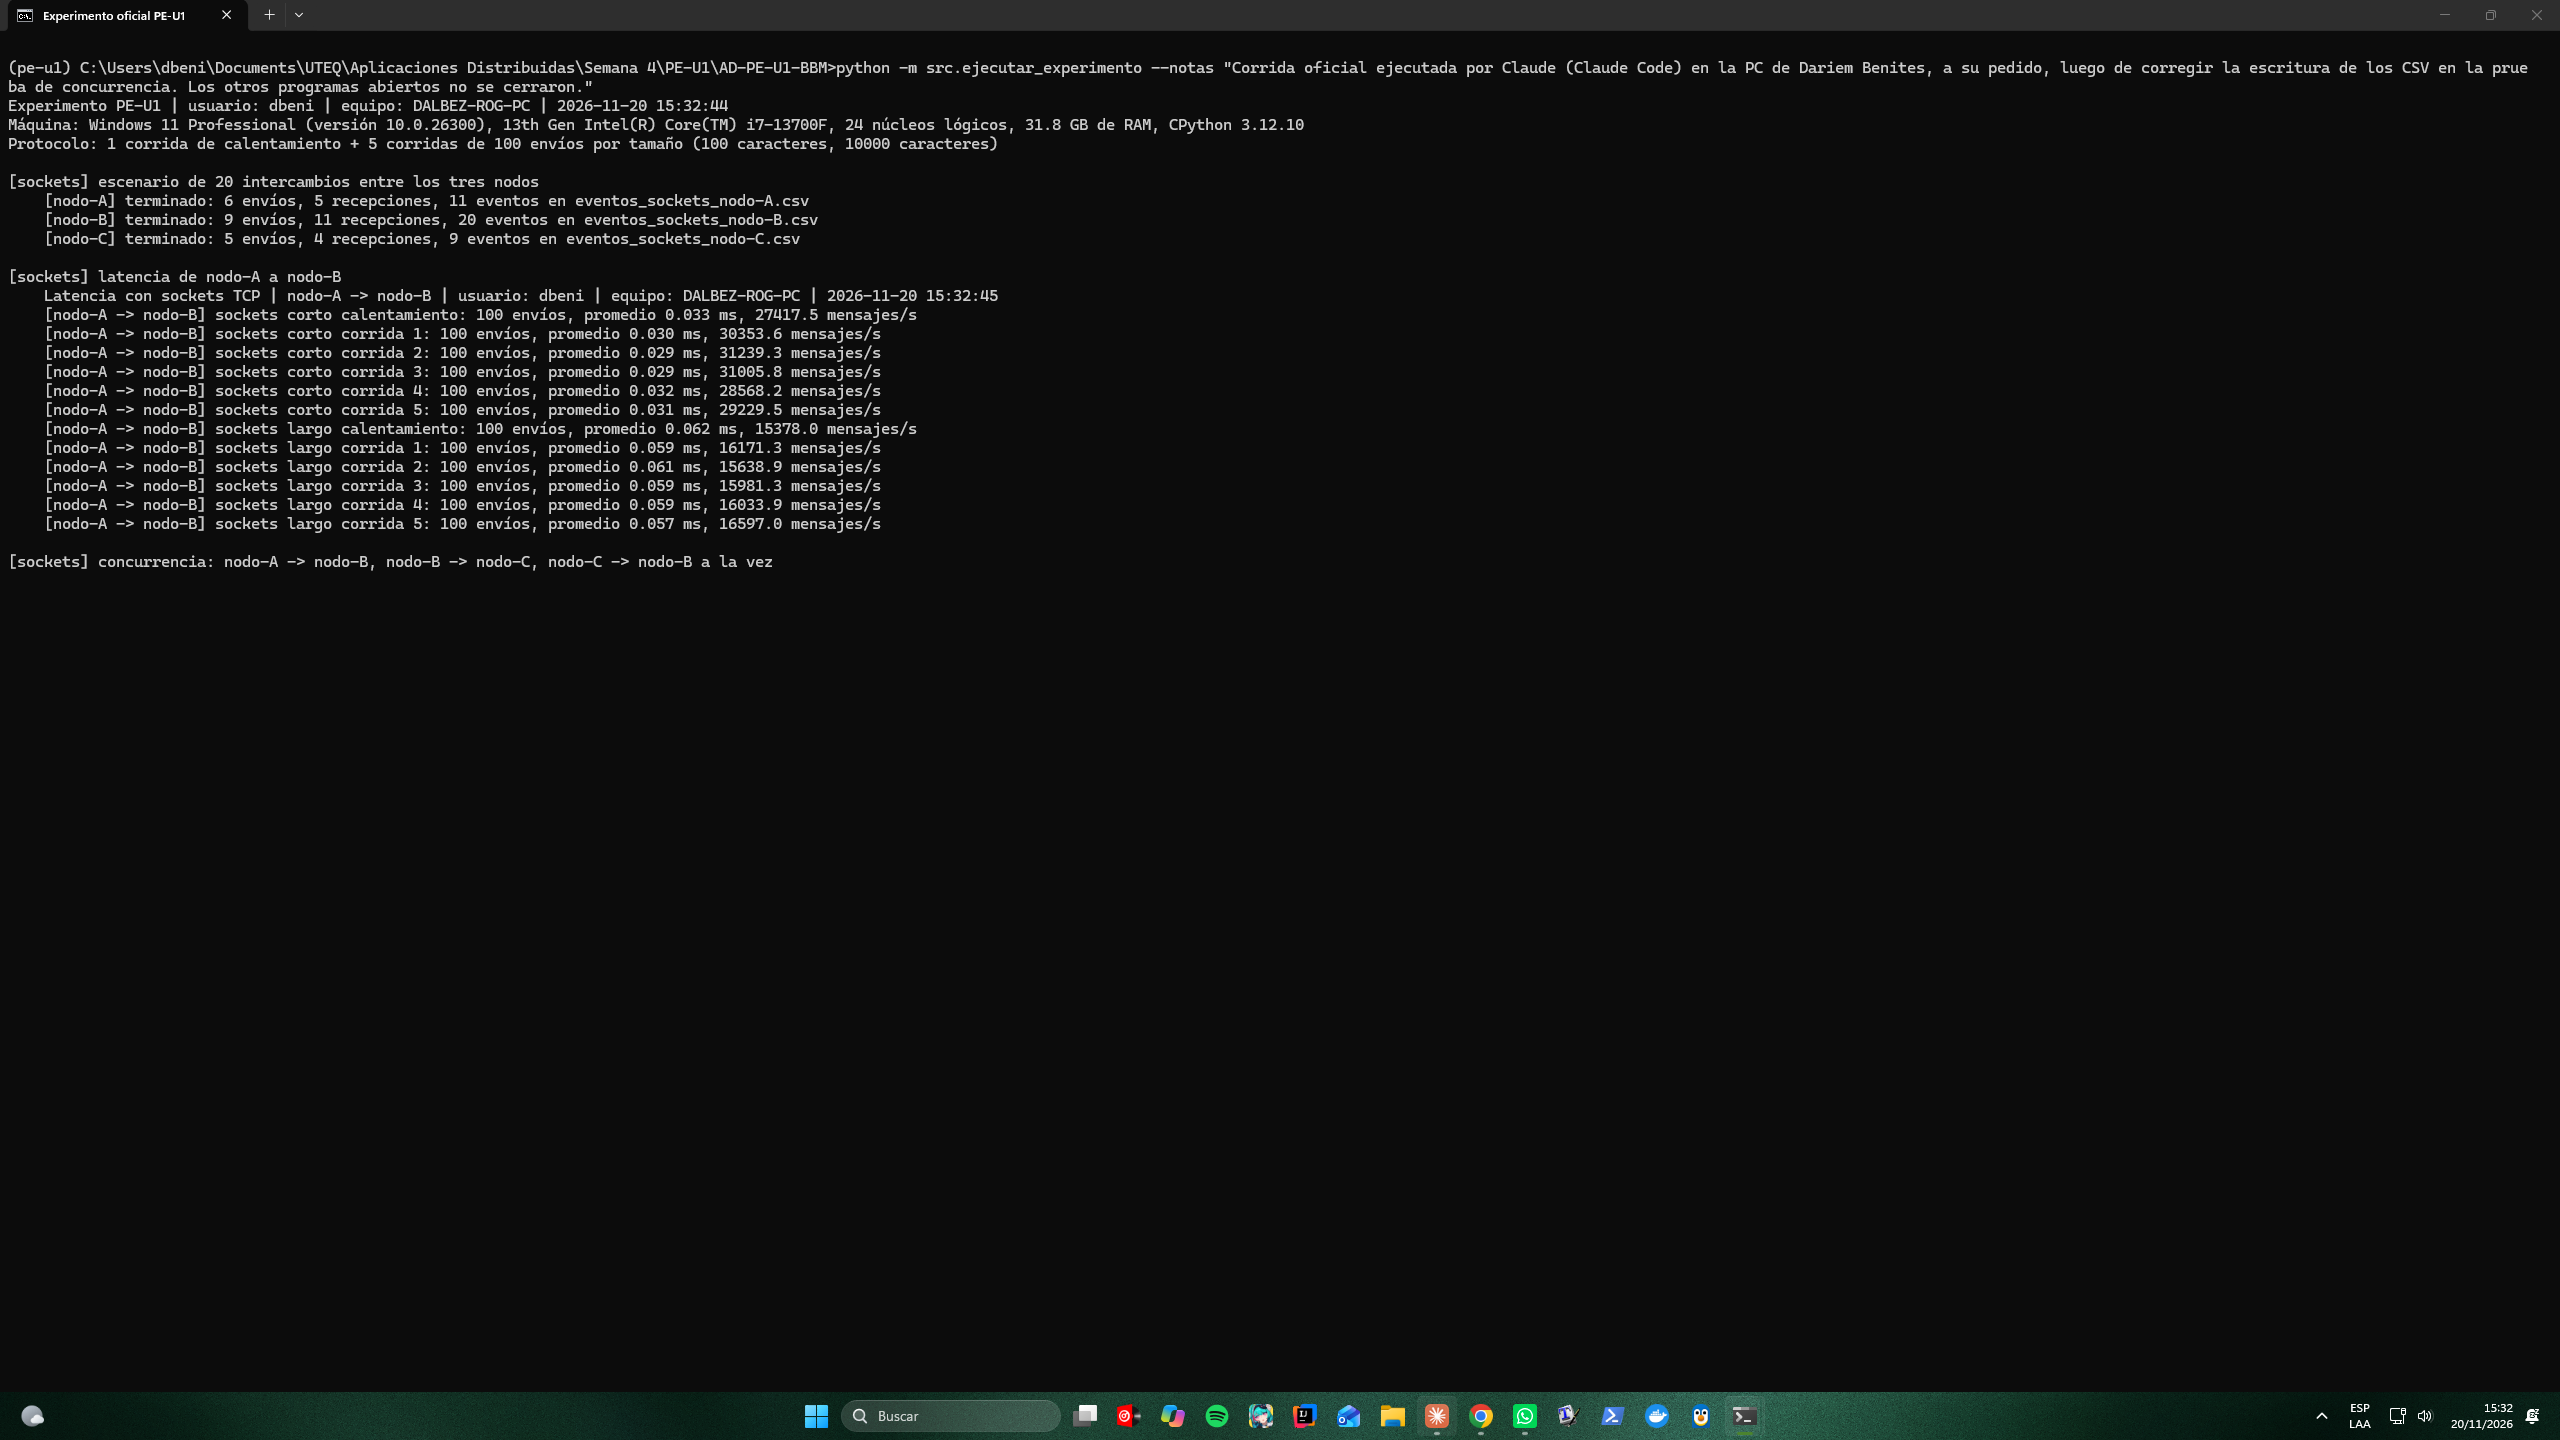 Experimento oficial PE-U1
(pe-u1) C:\Users\dbeni\Documents\UTEQ\Aplicaciones Distribuidas\Semana 4\PE-U1\AD-PE-U1-BBM>python -m src.ejecutar_experimento --notas "Corrida oficial ejecutada por Claude (Claude Code) en la PC de Dariem Benites, a su pedido, luego de corregir la escritura de los CSV en la prue
ba de concurrencia. Los otros programas abiertos no se cerraron."
Experimento PE-U1 | usuario: dbeni | equipo: DALBEZ-ROG-PC | 2026-11-20 15:32:44
Máquina: Windows 11 Professional (versión 10.0.26300), 13th Gen Intel(R) Core(TM) i7-13700F, 24 núcleos lógicos, 31.8 GB de RAM, CPython 3.12.10
Protocolo: 1 corrida de calentamiento + 5 corridas de 100 envíos por tamaño (100 caracteres, 10000 caracteres)
[sockets] escenario de 20 intercambios entre los tres nodos
[nodo-A] terminado: 6 envíos, 5 recepciones, 11 eventos en eventos_sockets_nodo-A.csv
[nodo-B] terminado: 9 envíos, 11 recepciones, 20 eventos en eventos_sockets_nodo-B.csv
[nodo-C] terminado: 5 envíos, 4 recepciones, 9 eventos en eventos_sockets_nodo-C.csv
[sockets] latencia de nodo-A a nodo-B
Latencia con sockets TCP | nodo-A -> nodo-B | usuario: dbeni | equipo: DALBEZ-ROG-PC | 2026-11-20 15:32:45
[nodo-A -> nodo-B] sockets corto calentamiento: 100 envíos, promedio 0.033 ms, 27417.5 mensajes/s
[nodo-A -> nodo-B] sockets corto corrida 1: 100 envíos, promedio 0.030 ms, 30353.6 mensajes/s
[nodo-A -> nodo-B] sockets corto corrida 2: 100 envíos, promedio 0.029 ms, 31239.3 mensajes/s
[nodo-A -> nodo-B] sockets corto corrida 3: 100 envíos, promedio 0.029 ms, 31005.8 mensajes/s
[nodo-A -> nodo-B] sockets corto corrida 4: 100 envíos, promedio 0.032 ms, 28568.2 mensajes/s
[nodo-A -> nodo-B] sockets corto corrida 5: 100 envíos, promedio 0.031 ms, 29229.5 mensajes/s
[nodo-A -> nodo-B] sockets largo calentamiento: 100 envíos, promedio 0.062 ms, 15378.0 mensajes/s
[nodo-A -> nodo-B] sockets largo corrida 1: 100 envíos, promedio 0.059 ms, 16171.3 mensajes/s
[nodo-A -> nodo-B] sockets largo corrida 2: 100 envíos, promedio 0.061 ms, 15638.9 mensajes/s
[nodo-A -> nodo-B] sockets largo corrida 3: 100 envíos, promedio 0.059 ms, 15981.3 mensajes/s
[nodo-A -> nodo-B] sockets largo corrida 4: 100 envíos, promedio 0.059 ms, 16033.9 mensajes/s
[nodo-A -> nodo-B] sockets largo corrida 5: 100 envíos, promedio 0.057 ms, 16597.0 mensajes/s
[sockets] concurrencia: nodo-A -> nodo-B, nodo-B -> nodo-C, nodo-C -> nodo-B a la vez
Buscar
ESP
LAA
15:32
20/11/2026